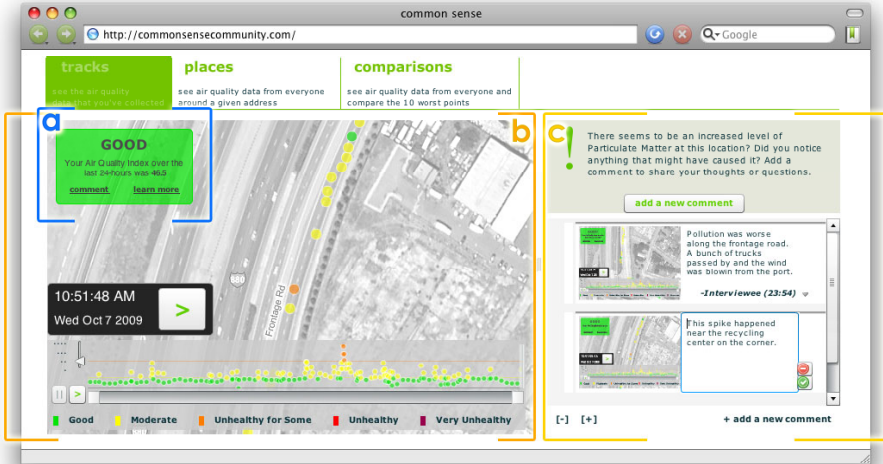 common sense
http://commonsensecommunity.com/
Google
tracks
see the air quality
data that you've collected
places
see air quality data from everyone
around a given address
comparisons
see air quality data from everyone and
compare the 10 worst points
a
b
c
GOOD
Your Air Quality Index over the
last 24-hours was 46.5
comment learn more
880
Frontage Rd
10:51:48 AM
Wed Oct 7 2009
>
>
Good Moderate Unhealthy for Some Unhealthy Very Unhealthy
!
There seems to be an increased level of
Particulate Matter at this location? Did you notice
anything that might have caused it? Add a
comment to share your thoughts or questions.
add a new comment
Pollution was worse
along the frontage road.
A bunch of trucks
passed by and the wind
was blown from the port.
-Interviewee (23:54)
This spike happened
near the recycling
center on the corner.
[-] [+] + add a new comment